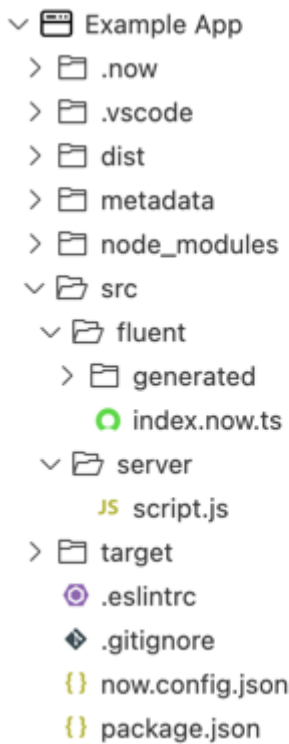 Example App
.now
.vscode
dist
metadata
node_modules
src
fluent
generated
index.now.ts
server
JS script.js
target
.eslintrc
.gitignore
{} now.config.json
{} package.json